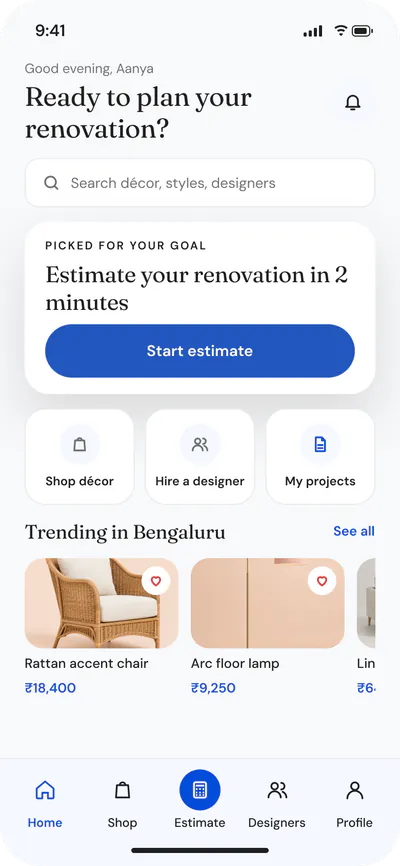 9:41
Good evening, Aanya
Ready to plan your
renovation?
Search décor, styles, designers
PICKED FOR YOUR GOAL
Estimate your renovation in 2
minutes
Start estimate
Shop décor
Hire a designer
My projects
Trending in Bengaluru
See all
Rattan accent chair
Arc floor lamp
Lin
₹18,400
₹9,250
₹6
Home
Shop
Estimate
Designers
Profile